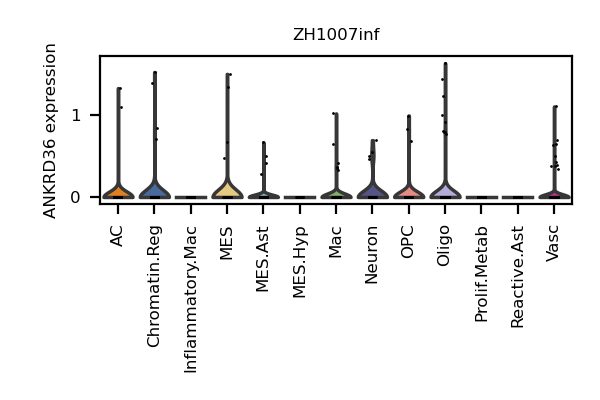 ZH1007inf
ANKRD36 expression
1
0
AC
Chromatin.Reg
Inflammatory.Mac
MES
MES.Ast
MES.Hyp
Mac
Neuron
OPC
Oligo
Prolif.Metab
Reactive.Ast
Vasc